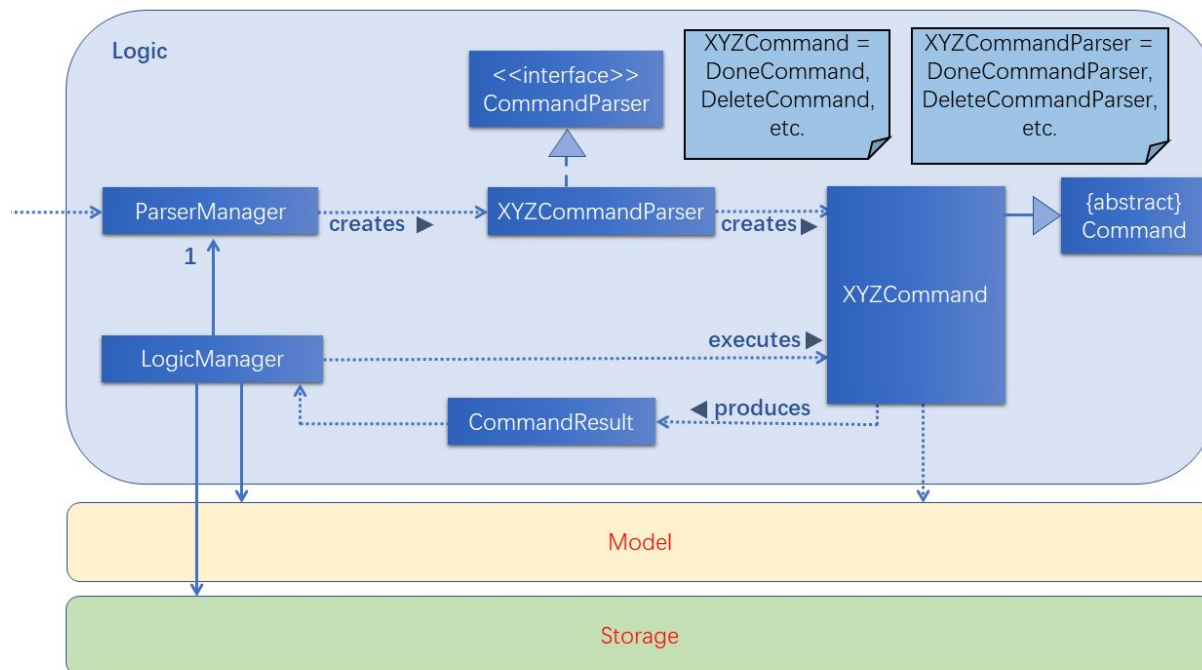 Logic
<<interface>>
CommandParser
XYZCommand =
DoneCommand,
DeleteCommand,
etc.
XYZCommandParser =
DoneCommandParser,
DeleteCommandParser,
etc.
ParserManager
creates
XYZCommandParser
creates
{abstract}
Command
1
XYZCommand
LogicManager
executes
CommandResult
produces
Model
Storage